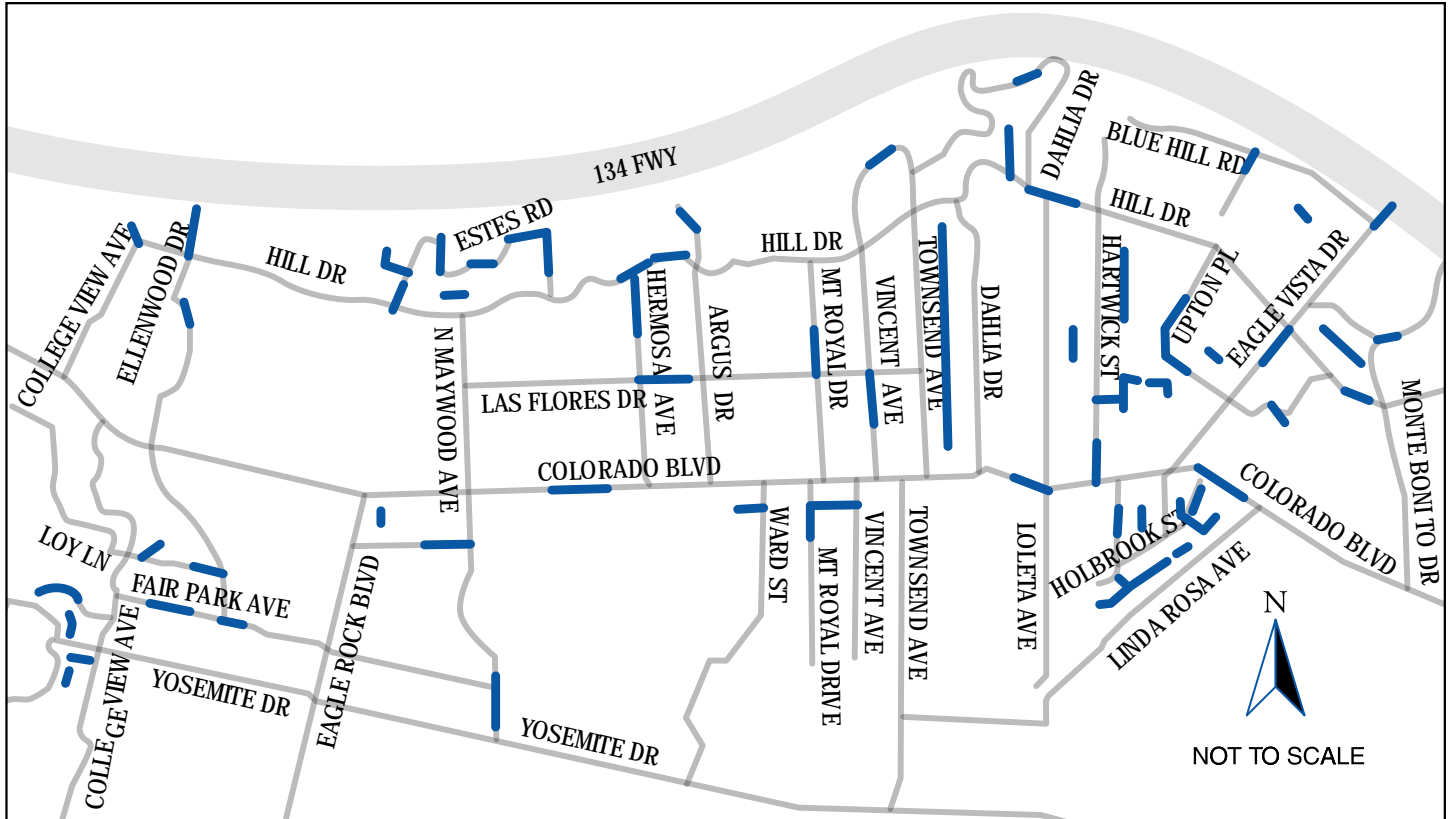 134 FWY
DAHLIA DR
BLUE HILL RD
HILL DR
ESTES RD
HILL DR
HILL DR
COLLEGE VIEW AVE
ELLENWOOD DR
N MAYWOOD AVE
HERMOSA AVE
ARGUS DR
MT ROYAL DR
VINCENT AVE
TOWNSEND AVE
DAHLIA DR
HARTWICK ST
UPTON PL
EAGLE VISTA DR
MONTE BONITO DR
LAS FLORES DR
COLORADO BLVD
COLORADO BLVD
LOY LN
FAIR PARK AVE
EAGLE ROCK BLVD
WARD ST
MT ROYAL DRIVE
VINCENT AVE
TOWNSEND AVE
LOLETA AVE
HOLBROOK ST
LINDA ROSA AVE
COLLEGE VIEW AVE
YOSEMITE DR
YOSEMITE DR
N
NOT TO SCALE